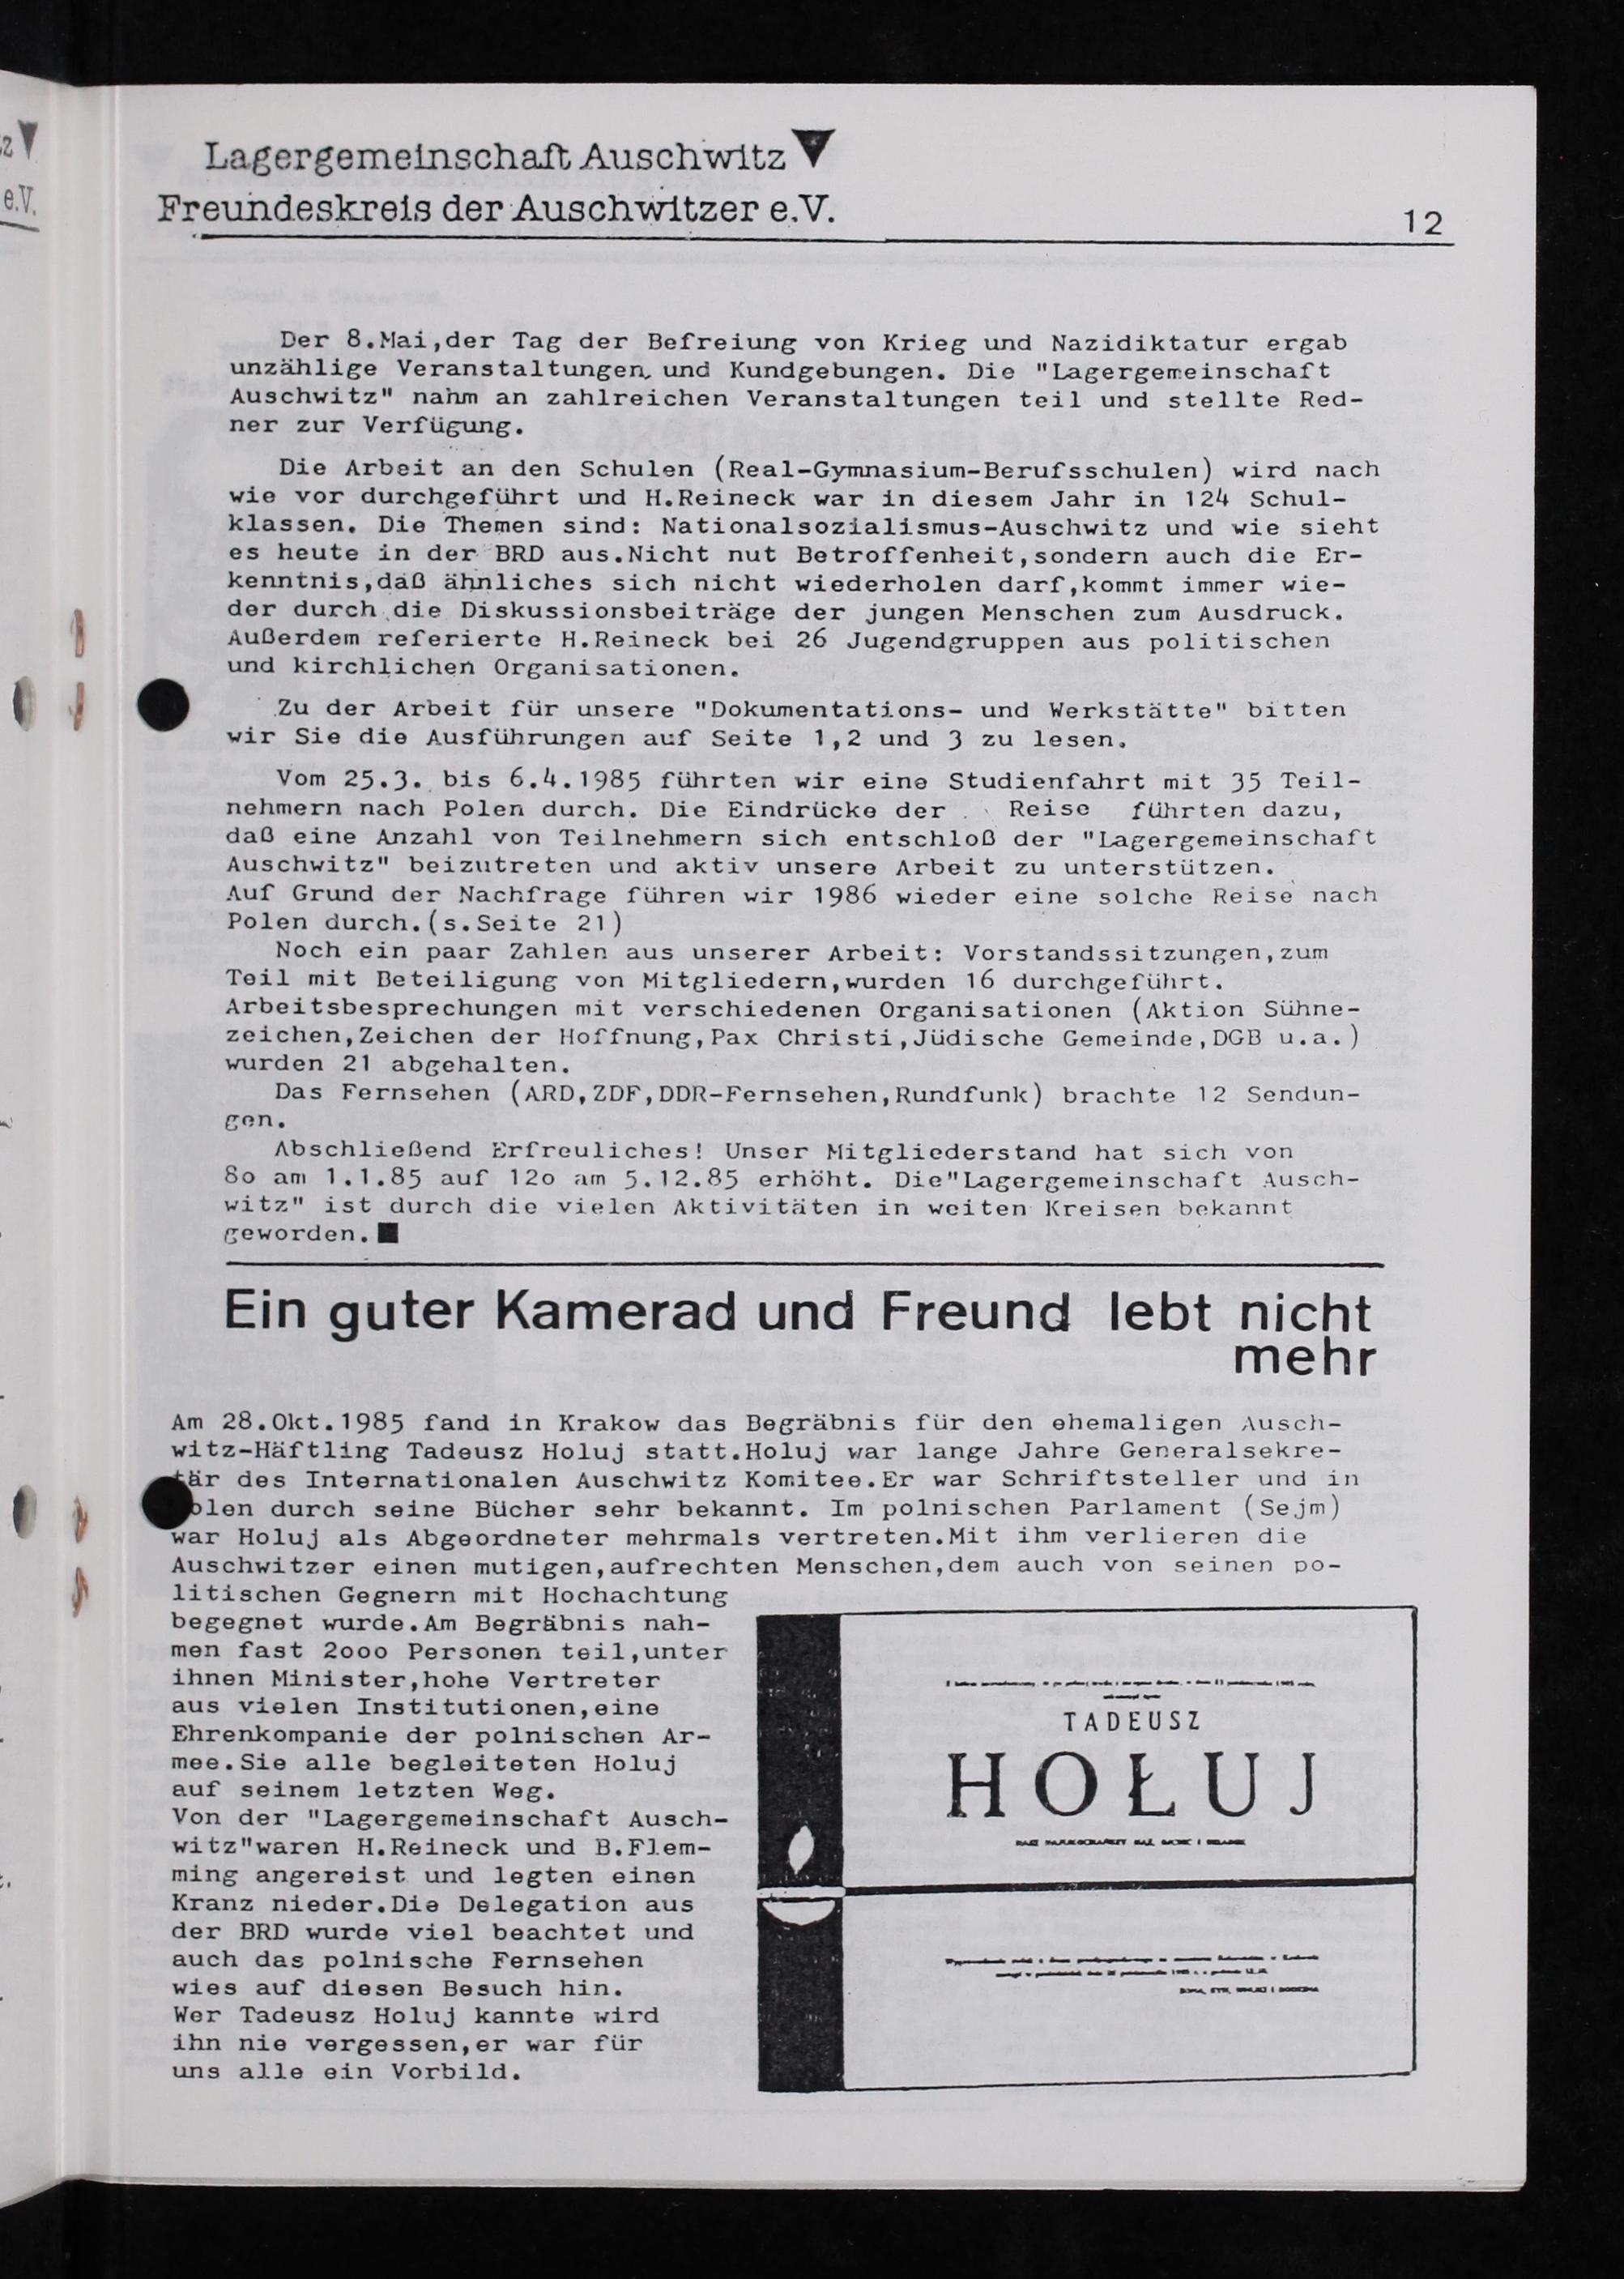 z
e.V.
Lagergemeinschaft Auschwitz
Freundeskreis der Auschwitzer e.V.
12
Der 8.Mai,der Tag der Befreiung von Krieg und Nazidiktatur ergab
unzählige Veranstaltungen, und Kundgebungen. Die "Lagergemeinschaft
Auschwitz" nahm an zahlreichen Veranstaltungen teil und stellte Red-
ner zur Verfügung.
Die Arbeit an den Schulen (Real-Gymnasium-Berufsschulen) wird nach
wie vor durchgeführt und H.Reineck war in diesem Jahr in 124 Schul-
klassen. Die Themen sind: Nationalsozialismus-Auschwitz und wie sieht
es heute in der BRD aus.Nicht nut Betroffenheit,sondern auch die Er-
kenntnis,daß ähnliches sich nicht wiederholen darf,kommt immer wie-
der durch die Diskussionsbeiträge der jungen Menschen zum Ausdruck.
Außerdem referierte H.Reineck bei 26 Jugendgruppen aus politischen
und kirchlichen Organisationen.
Zu der Arbeit für unsere "Dokumentations- und Werkstätte" bitten
wir Sie die Ausführungen auf Seite 1,2 und 3 zu lesen.
Vom 25.3. bis 6.4.1985 führten wir eine Studienfahrt mit 35 Teil-
nehmern nach Polen durch. Die Eindrücke der Reise führten dazu,
daß eine Anzahl von Teilnehmern sich entschloß der "Lagergemeinschaft
Auschwitz" beizutreten und aktiv unsere Arbeit zu unterstützen.
Auf Grund der Nachfrage führen wir 1986 wieder eine solche Reise nach
Polen durch.(s.Seite 21)
Noch ein paar Zahlen aus unserer Arbeit: Vorstandssitzungen,zum
Teil mit Beteiligung von Mitgliedern,wurden 16 durchgeführt.
Arbeitsbesprechungen mit verschiedenen Organisationen (Aktion Sühne-
zeichen,Zeichen der Hoffnung,Pax Christi,Jüdische Gemeinde,DGB u.a.)
wurden 21 abgehalten.
Das Fernsehen (ARD,ZDF,DDR-Fernsehen,Rundfunk) brachte 12 Sendun-
gen.
Abschließend Erfreuliches! Unser Mitgliederstand hat sich von
8o am 1.1.85 auf 12o am 5.12.85 erhöht. Die"Lagergemeinschaft Ausch-
witz" ist durch die vielen Aktivitäten in weiten Kreisen bekannt
geworden.
Ein guter Kamerad und Freund lebt nicht
mehr
Am 28.Okt.1985 fand in Krakow das Begräbnis für den ehemaligen Ausch-
witz-Häftling Tadeusz Holuj statt.Holuj war lange Jahre Generalsekre-
tär des Internationalen Auschwitz Komitee.Er war Schriftsteller und in
olen durch seine Bücher sehr bekannt. Im polnischen Parlament (Sejm)
war Holuj als Abgeordneter mehrmals vertreten.Mit ihm verlieren die
Auschwitzer einen mutigen,aufrechten Menschen,dem auch von seinen po-
litischen Gegnern mit Hochachtung
begegnet wurde.Am Begräbnis nah-
men fast 2ooo Personen teil,unter
ihnen Minister,hohe Vertreter
aus vielen Institutionen,eine
Ehrenkompanie der polnischen Ar-
mee.Sie alle begleiteten Holuj
auf seinem letzten Weg.
Von der "Lagergemeinschaft Ausch-
witz"waren H.Reineck und B.Flem-
ming angereist und legten einen
Kranz nieder.Die Delegation aus
der BRD wurde viel beachtet und
auch das polnische Fernsehen
wies auf diesen Besuch hin.
Wer Tadeusz Holuj kannte wird
ihn nie vergessen,er war für
uns alle ein Vorbild.
TADEUSZ
HOŁUJ